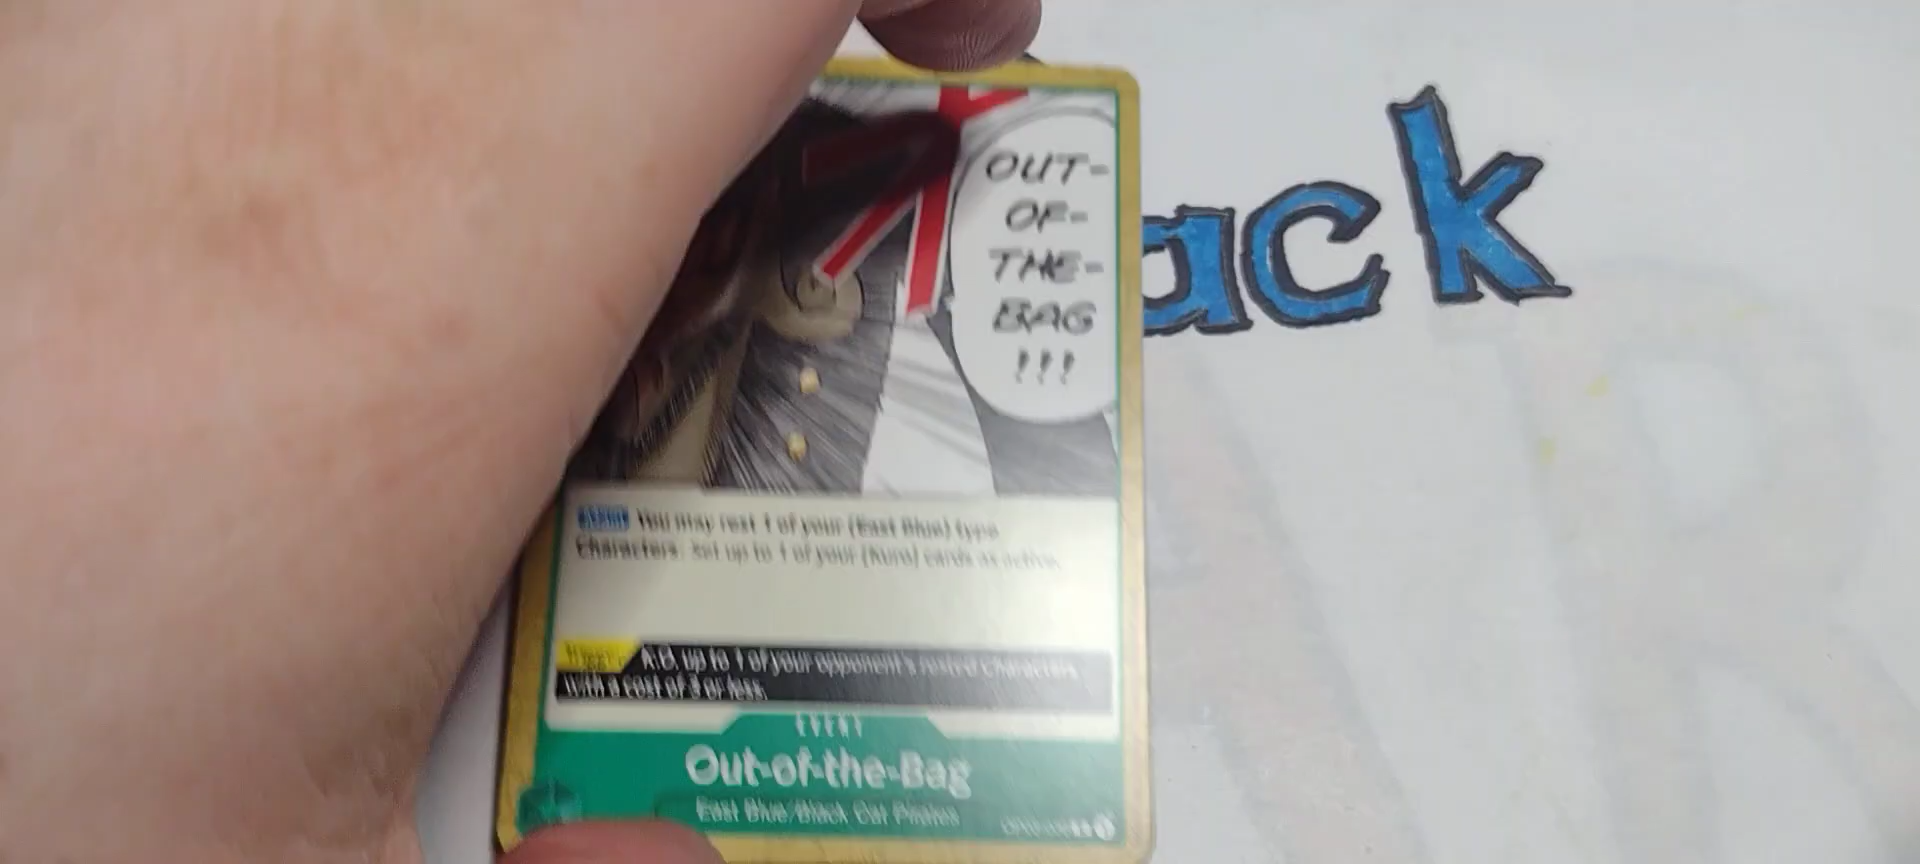 OUT-
OF-
THE-
BAG
!!!
ack
[Main] You may rest 1 of your {East Blue} type
Characters: Set up to 1 of your [Kuro] cards as active.
Trigger K.O. up to 1 of your opponent's rested Characters
with a cost of 3 or less.
EVENT
Out-of-the-Bag
East Blue/Black Cat Pirates